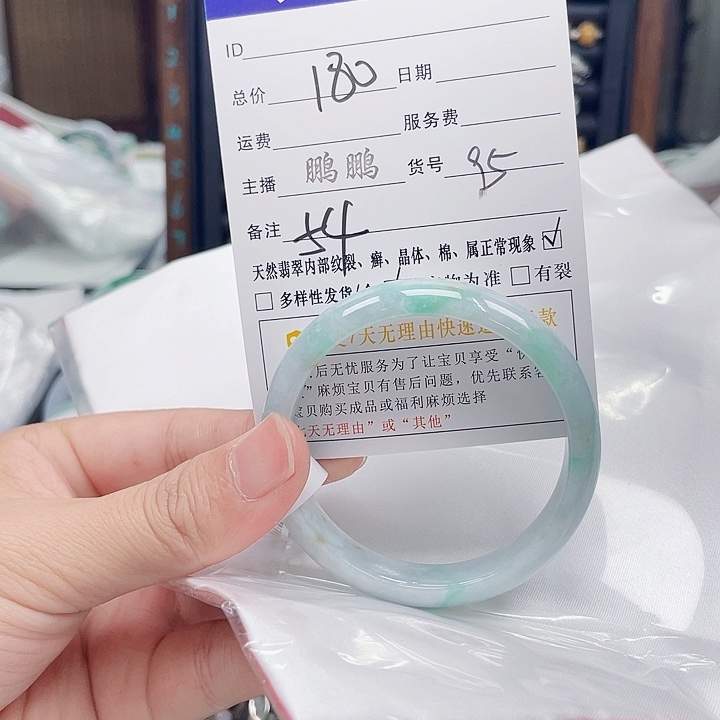 ID
总价 180 日期
运费 服务费
主播 鹏鹏 货号 95
备注 54
天然翡翠内部纹裂、癣、晶体、棉、属正常现象
多样性发货 为准 有裂
天无理由快速 款
后无忧服务为了让宝贝享受“
”麻烦宝贝有售后问题，优先联系客
宝贝购买成品或福利麻烦选择
天无理由”或“其他”